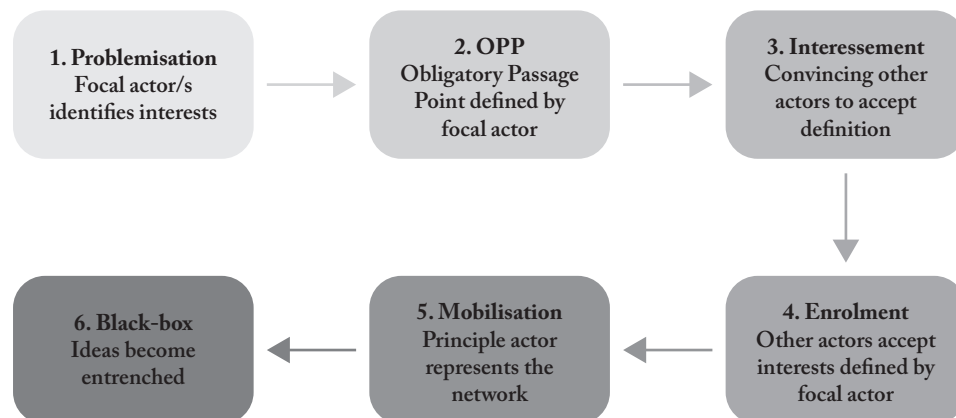 1. Problemisation
Focal actor/s
identifies interests
2. OPP
Obligatory Passage
Point defined by
focal actor
3. Interessement
Convincing other
actors to accept
definition
4. Enrolment
Other actors accept
interests defined by
focal actor
5. Mobilisation
Principle actor
represents the
network
6. Black-box
Ideas become
entrenched